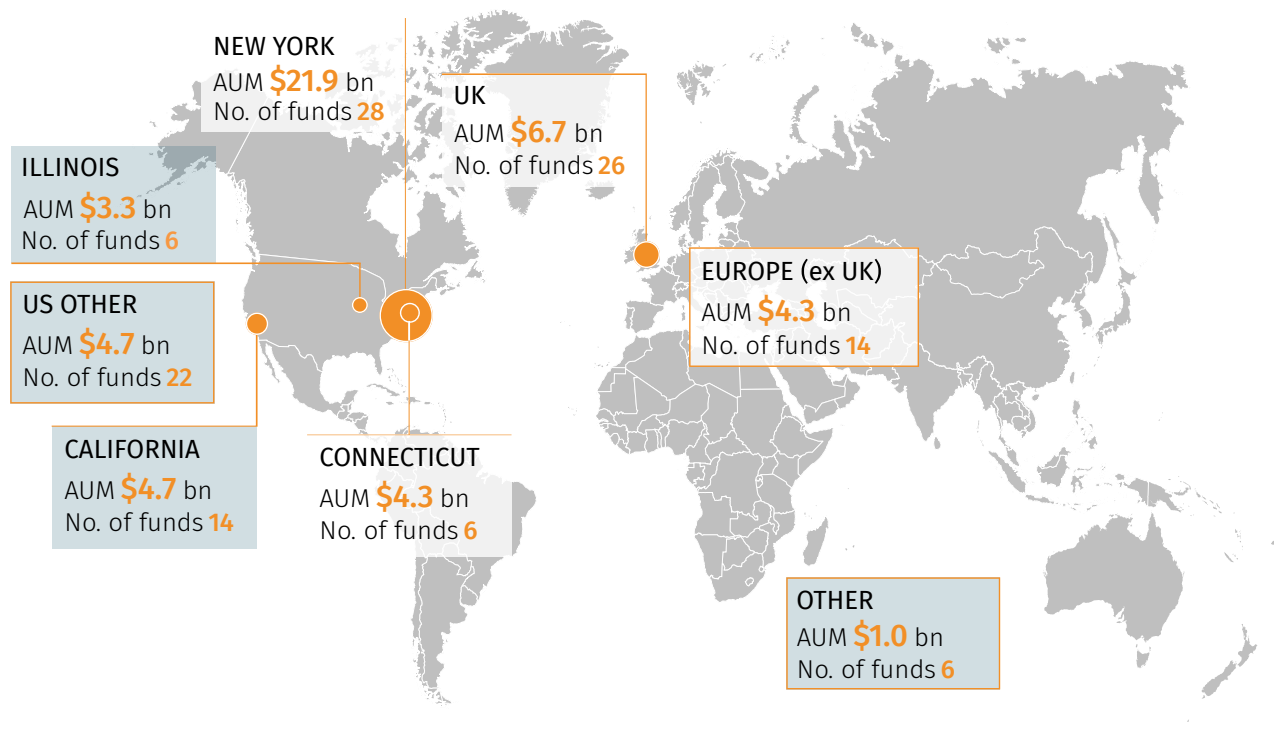 NEW YORK
AUM $21.9 bn
No. of funds 28
UK
AUM $6.7 bn
No. of funds 26
ILLINOIS
AUM $3.3 bn
No. of funds 6
EUROPE (ex UK)
AUM $4.3 bn
No. of funds 14
US OTHER
AUM $4.7 bn
No. of funds 22
CALIFORNIA
AUM $4.7 bn
No. of funds 14
CONNECTICUT
AUM $4.3 bn
No. of funds 6
OTHER
AUM $1.0 bn
No. of funds 6